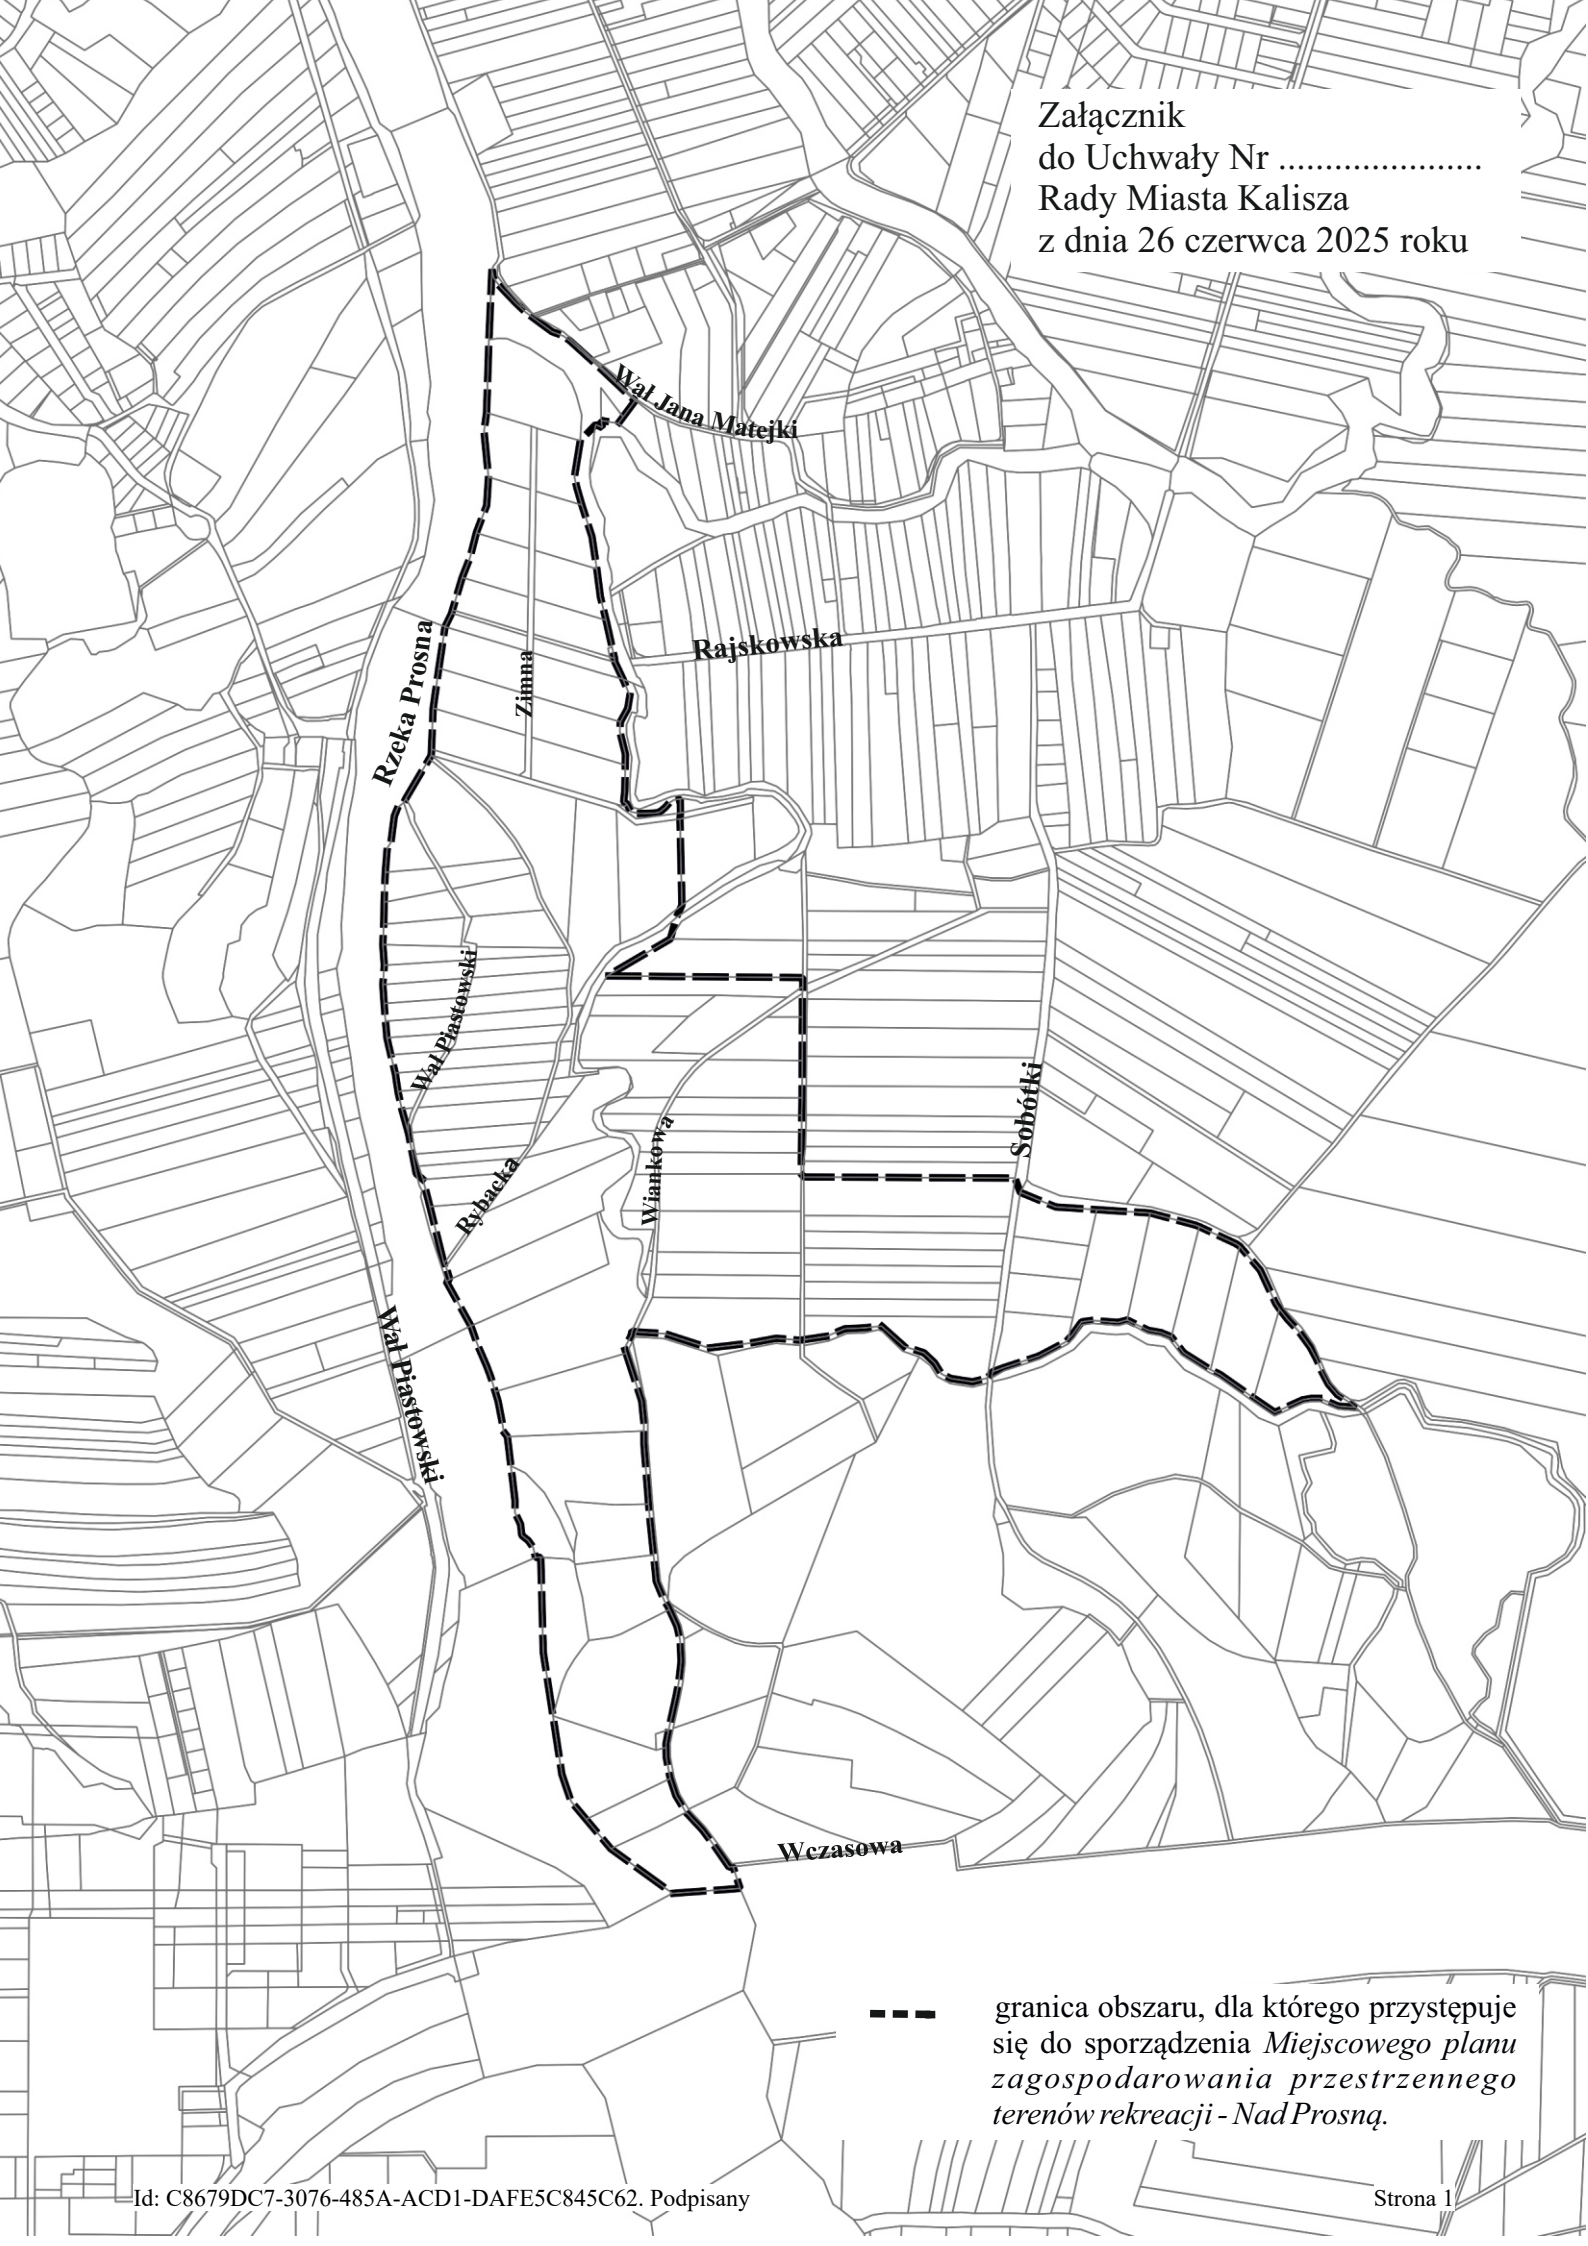 Załącznik
do Uchwały Nr ......................
Rady Miasta Kalisza
z dnia 26 czerwca 2025 roku
Wał Jana Matejki
Rajskowska
Rzeka Prosna
Zimna
Wał Piastowski
Sobótki
Wiankowa
Rybacka
Wał Piastowski
Wczasowa
granica obszaru, dla którego przystępuje
się do sporządzenia Miejscowego planu
zagospodarowania przestrzennego
terenów rekreacji - Nad Prosną.
Id: C8679DC7-3076-485A-ACD1-DAFE5C845C62. Podpisany
Strona 1